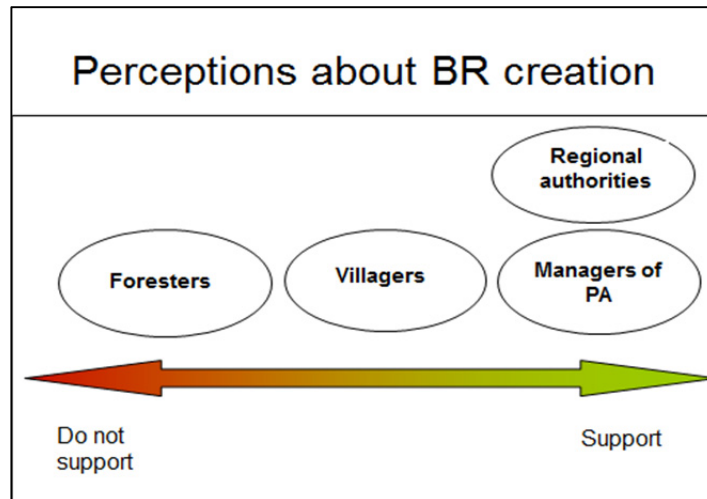 Perceptions about BR creation
Regional
authorities
Foresters
Villagers
Managers of
PA
Do not
support
Support